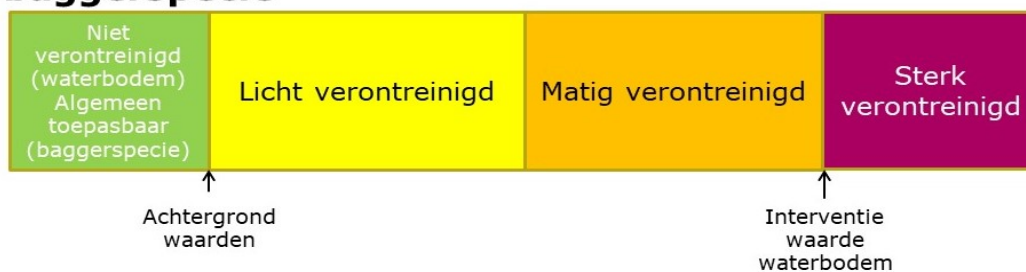 Niet
verontreinigd
(waterbodem)
Algemeen
toepasbaar
(baggerspecie)
Licht verontreinigd
Matig verontreinigd
Sterk
verontreinigd
Achtergrond
waarden
Interventie
waarde
waterbodem